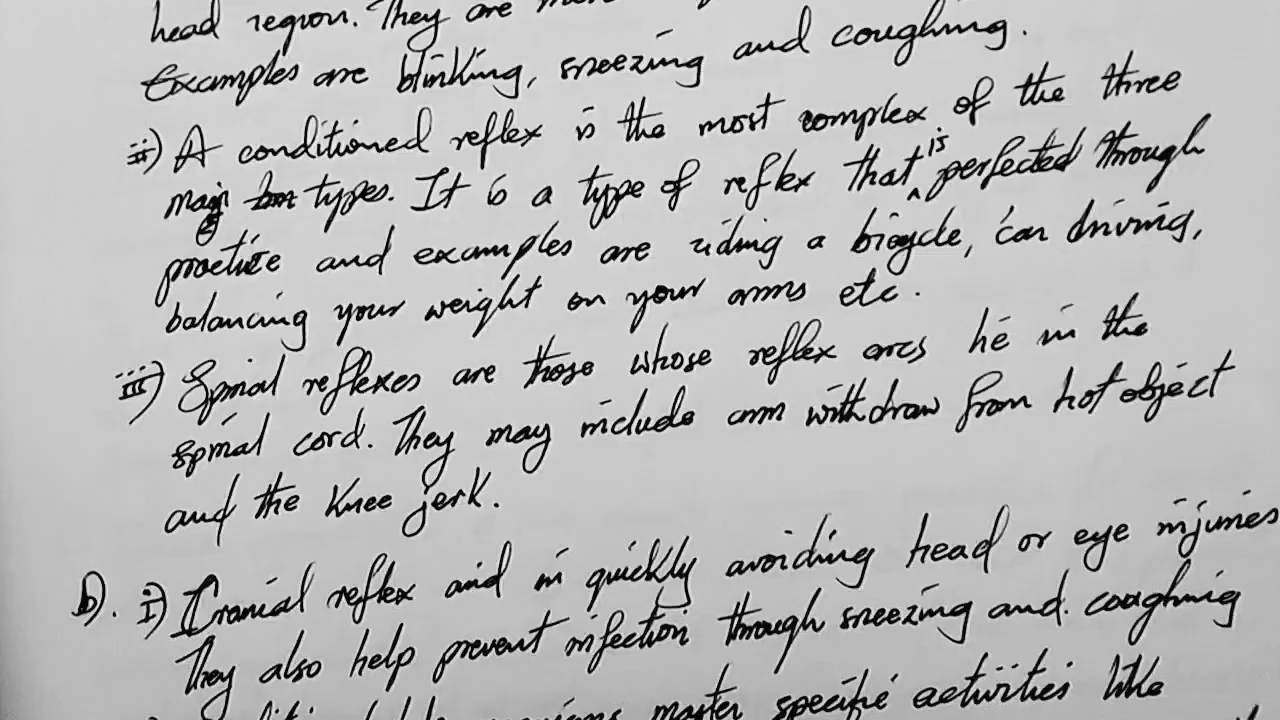 head region. They are
Examples are blinking, sneezing and coughing.
ii) A conditioned reflex is the most complex of the three
main types. It is a type of reflex that is perfected through
practice and examples are riding a bicycle, car driving,
balancing your weight on your arms etc.
iii) Spinal reflexes are those whose reflex arcs lie in the
spinal cord. They may include arm withdraw from hot object
and the knee jerk.
b). i) Cranial reflex aid in quickly avoiding head or eye injuries
They also help prevent infection through sneezing and coughing
master specific activities like